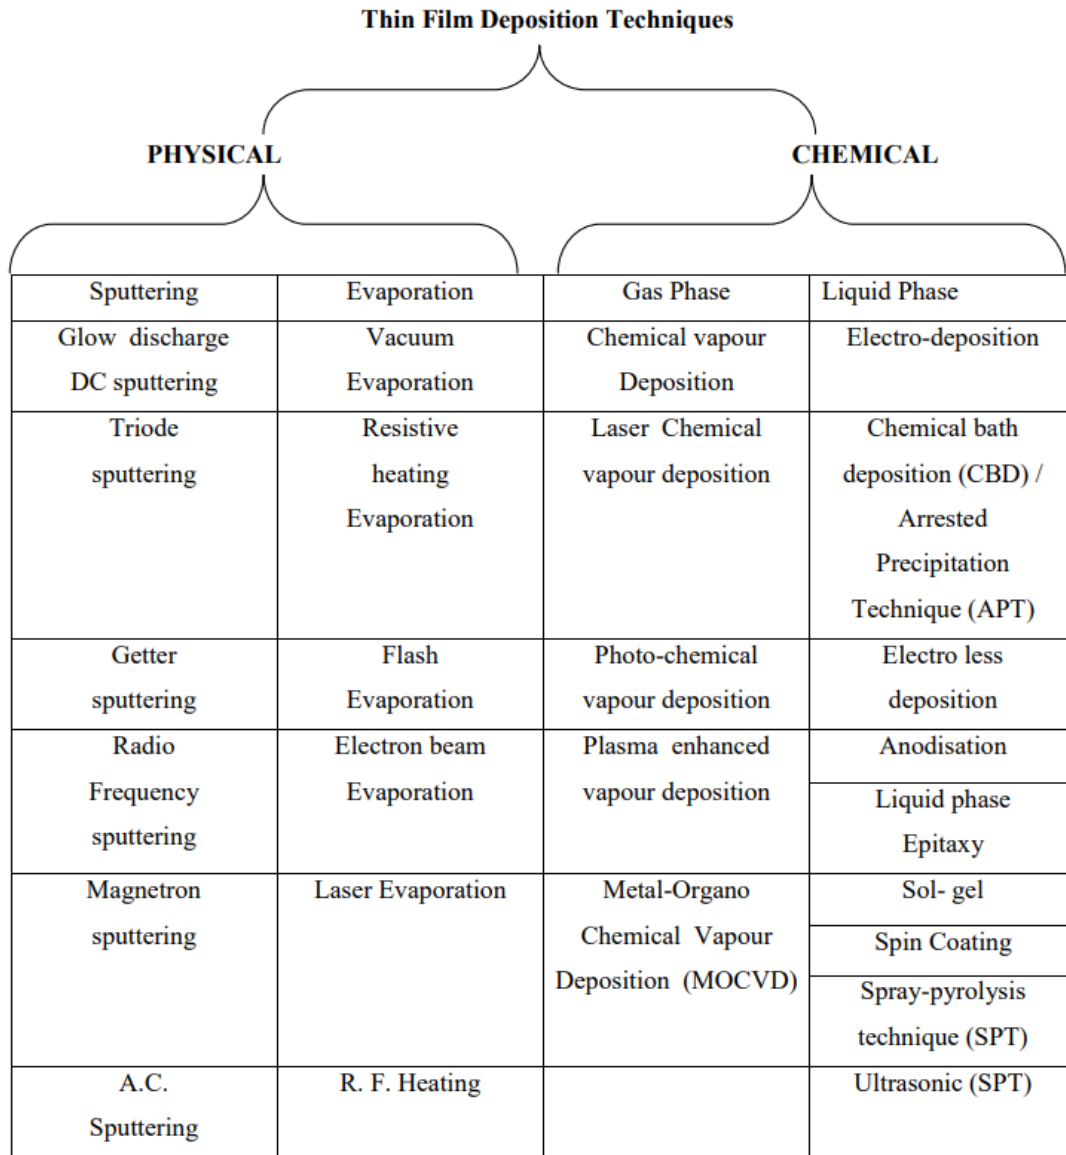 Thin Film Deposition Techniques
PHYSICAL
CHEMICAL
Sputtering
Evaporation
Gas Phase
Liquid Phase
Glow discharge
DC sputtering
Vacuum
Evaporation
Chemical vapour
Deposition
Electro-deposition
Triode
sputtering
Resistive
heating
Evaporation
Laser Chemical
vapour deposition
Chemical bath
deposition (CBD) /
Arrested
Precipitation
Technique (APT)
Getter
sputtering
Flash
Evaporation
Photo-chemical
vapour deposition
Electro less
deposition
Radio
Frequency
sputtering
Electron beam
Evaporation
Plasma enhanced
vapour deposition
Anodisation
Liquid phase
Epitaxy
Magnetron
sputtering
Laser Evaporation
Metal-Organo
Chemical Vapour
Deposition (MOCVD)
Sol- gel
Spin Coating
Spray-pyrolysis
technique (SPT)
A.C.
Sputtering
R. F. Heating
Ultrasonic (SPT)